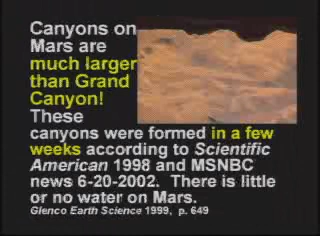 Canyons on
Mars are
much larger
than Grand
Canyon!
These
canyons were formed in a few
weeks according to Scientific
American 1998 and MSNBC
news 6-20-2002.  There is little
or no water on Mars.
Glenco Earth Science 1999,  p. 649